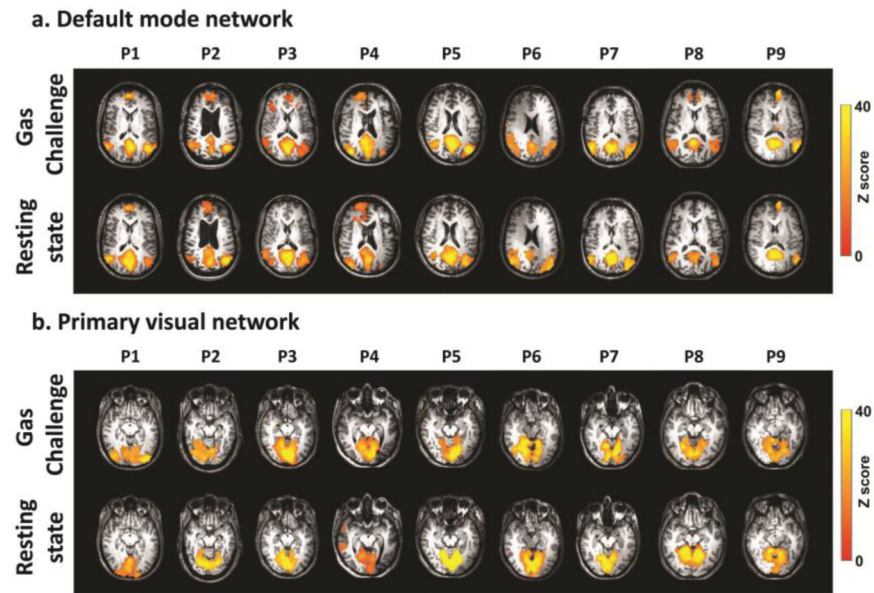 a. Default mode network
P1 P2 P3 P4 P5 P6 P7 P8 P9
Gas
Challenge
Resting
state
40
Z score
0
b. Primary visual network
P1 P2 P3 P4 P5 P6 P7 P8 P9
Gas
Challenge
Resting
state
40
Z score
0